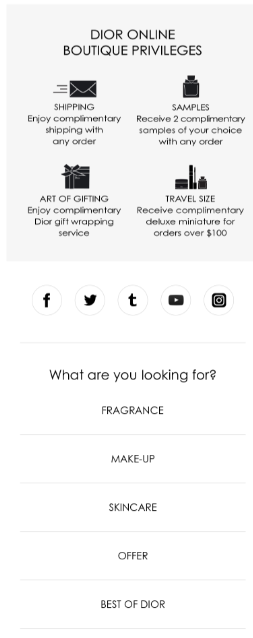 DIOR ONLINE
BOUTIQUE PRIVILEGES
SHIPPING
Enjoy complimentary
shipping with
any order
SAMPLES
Receive 2 complimentary
samples of your choice
with any order
ART OF GIFTING
Enjoy complimentary
Dior gift wrapping
service
TRAVEL SIZE
Receive complimentary
deluxe miniature for
orders over $100
What are you looking for?
FRAGRANCE
MAKE-UP
SKINCARE
OFFER
BEST OF DIOR